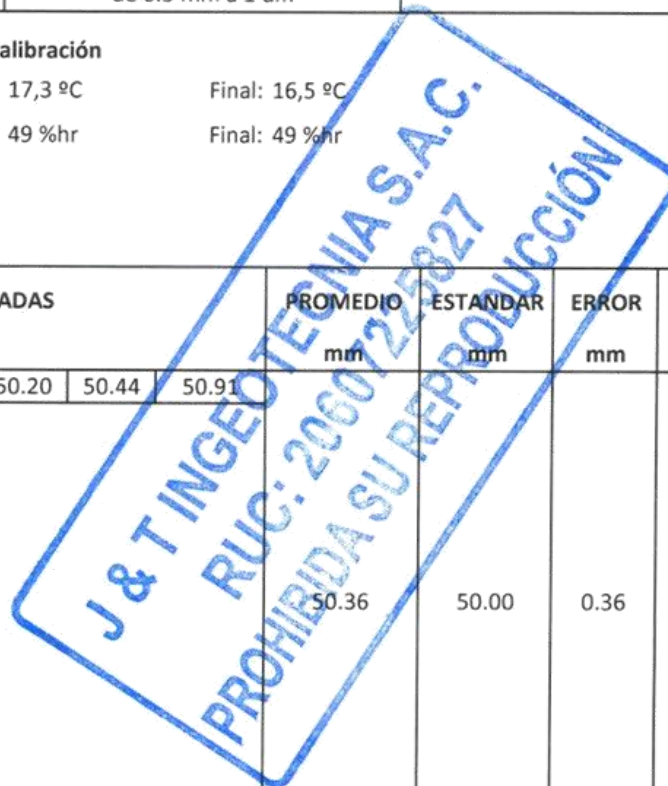 alibración
17,3 ºC Final: 16,5 ºC
49 %hr Final: 49 %hr
ADAS PROMEDIO ESTANDAR ERROR
mm mm mm
50.20 50.44 50.91
50.36 50.00 0.36
J & T INGEOTECNIA S.A.C.
RUC: 20607225827
PROHIBIDA SU REPRODUCCIÓN